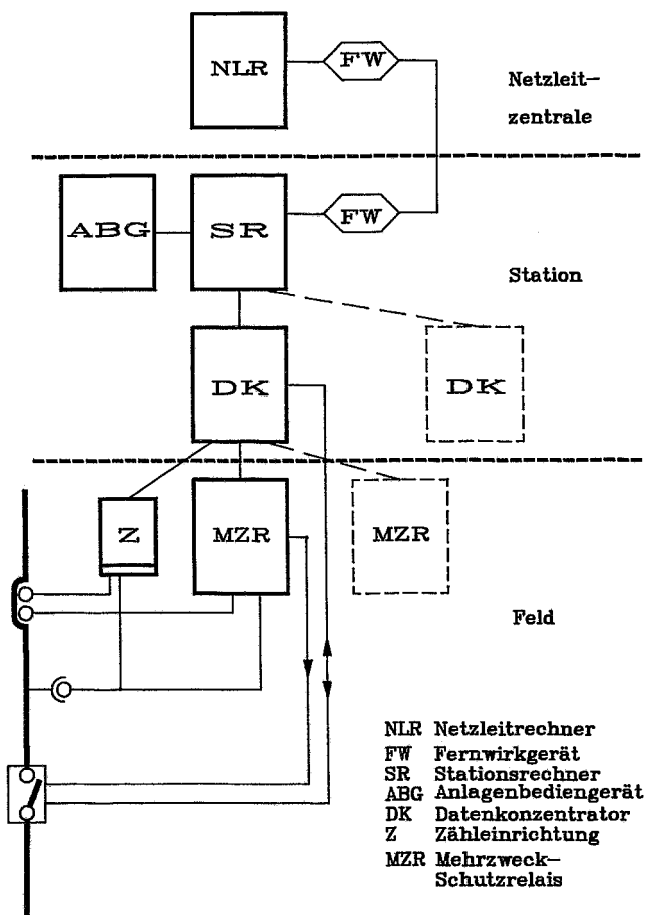 NLR
FW
Netzleit-
zentrale
ABG
SR
FW
Station
DK
DK
Z
MZR
MZR
Feld
NLR Netzleitrechner
FW Fernwirkgerät
SR Stationsrechner
ABG Anlagenbediengerät
DK Datenkonzentrator
Z Zähleinrichtung
MZR Mehrzweck-
Schutzrelais